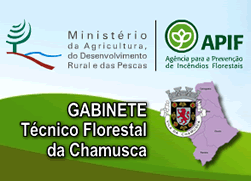 Ministério
da Agricultura,
do Desenvolvimento
Rural e das Pescas
APIF
Agência para a Prevenção
de Incêndios Florestais
GABINETE
Técnico Florestal
da Chamusca